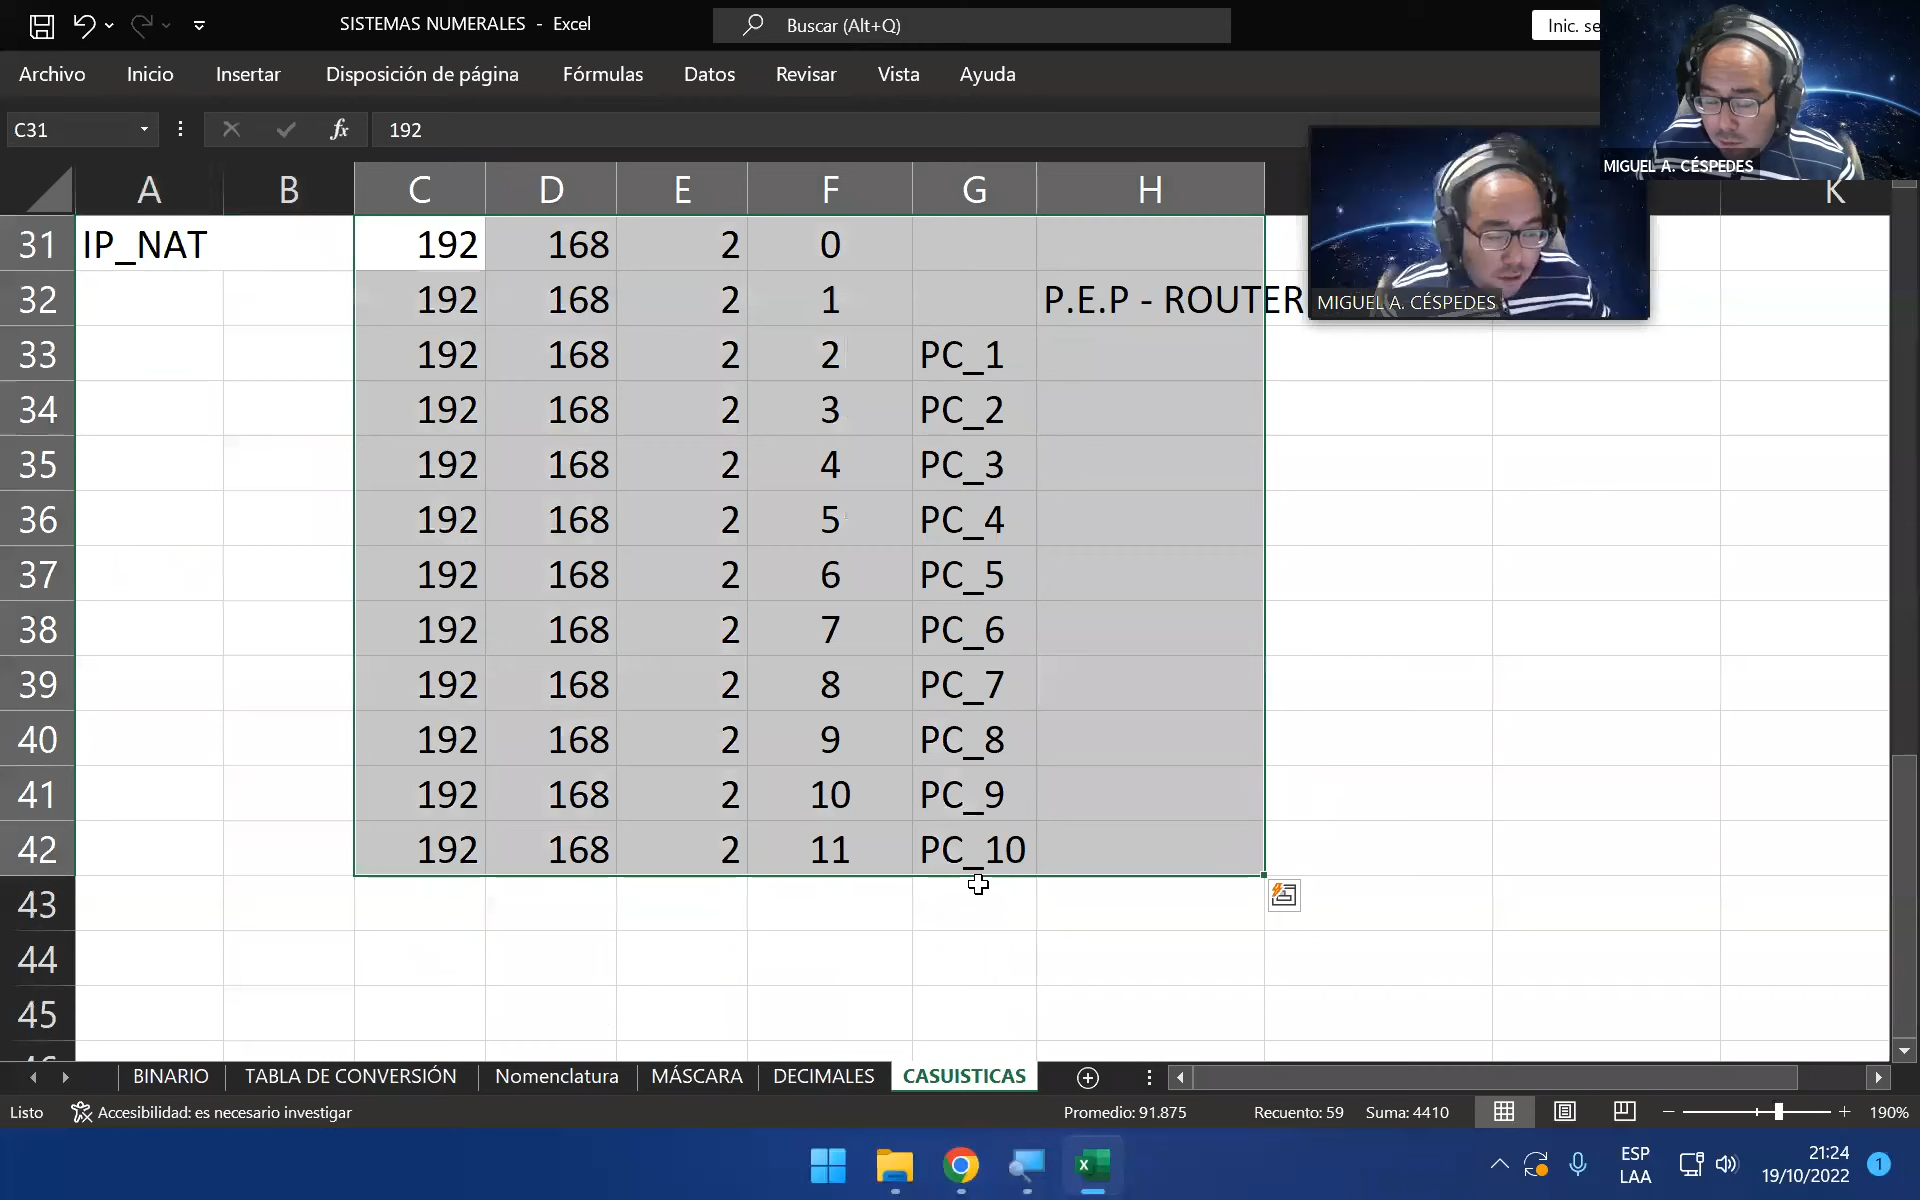 SISTEMAS NUMERALES - Excel
Buscar (Alt+Q)
Inic. se
Archivo Inicio Insertar Disposición de página Fórmulas Datos Revisar Vista Ayuda
C31 fx 192
MIGUEL A. CÉSPEDES
MIGUEL A. CÉSPEDES
A B C D E F G H K
31 IP_NAT 192 168 2 0
32 192 168 2 1 P.E.P - ROUTER
33 192 168 2 2 PC_1
34 192 168 2 3 PC_2
35 192 168 2 4 PC_3
36 192 168 2 5 PC_4
37 192 168 2 6 PC_5
38 192 168 2 7 PC_6
39 192 168 2 8 PC_7
40 192 168 2 9 PC_8
41 192 168 2 10 PC_9
42 192 168 2 11 PC_10
43
44
45
BINARIO TABLA DE CONVERSIÓN Nomenclatura MÁSCARA DECIMALES CASUISTICAS
Listo Accesibilidad: es necesario investigar Promedio: 91.875 Recuento: 59 Suma: 4410 190%
ESP
LAA
21:24
19/10/2022
1